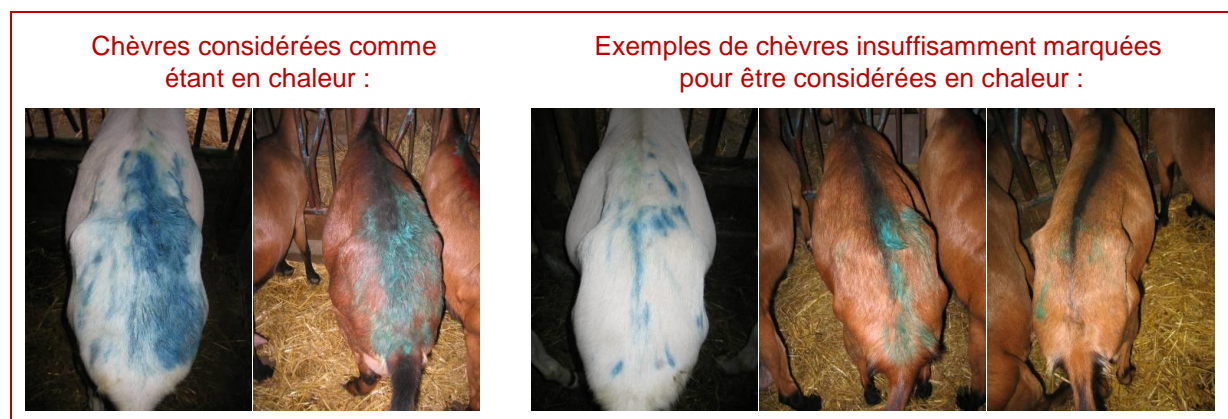 Chèvres considérées comme
étant en chaleur :
Exemples de chèvres insuffisamment marquées
pour être considérées en chaleur :